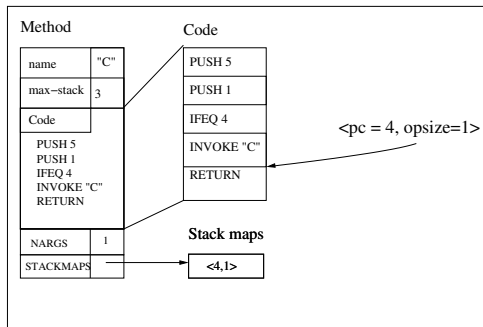 Method
name "C"
max-stack 3
Code
PUSH 5
PUSH 1
IFEQ 4
INVOKE "C"
RETURN
NARGS 1
STACKMAPS
Code
PUSH 5
PUSH 1
IFEQ 4
INVOKE "C"
RETURN
<pc = 4, opsize=1>
Stack maps
<4,1>